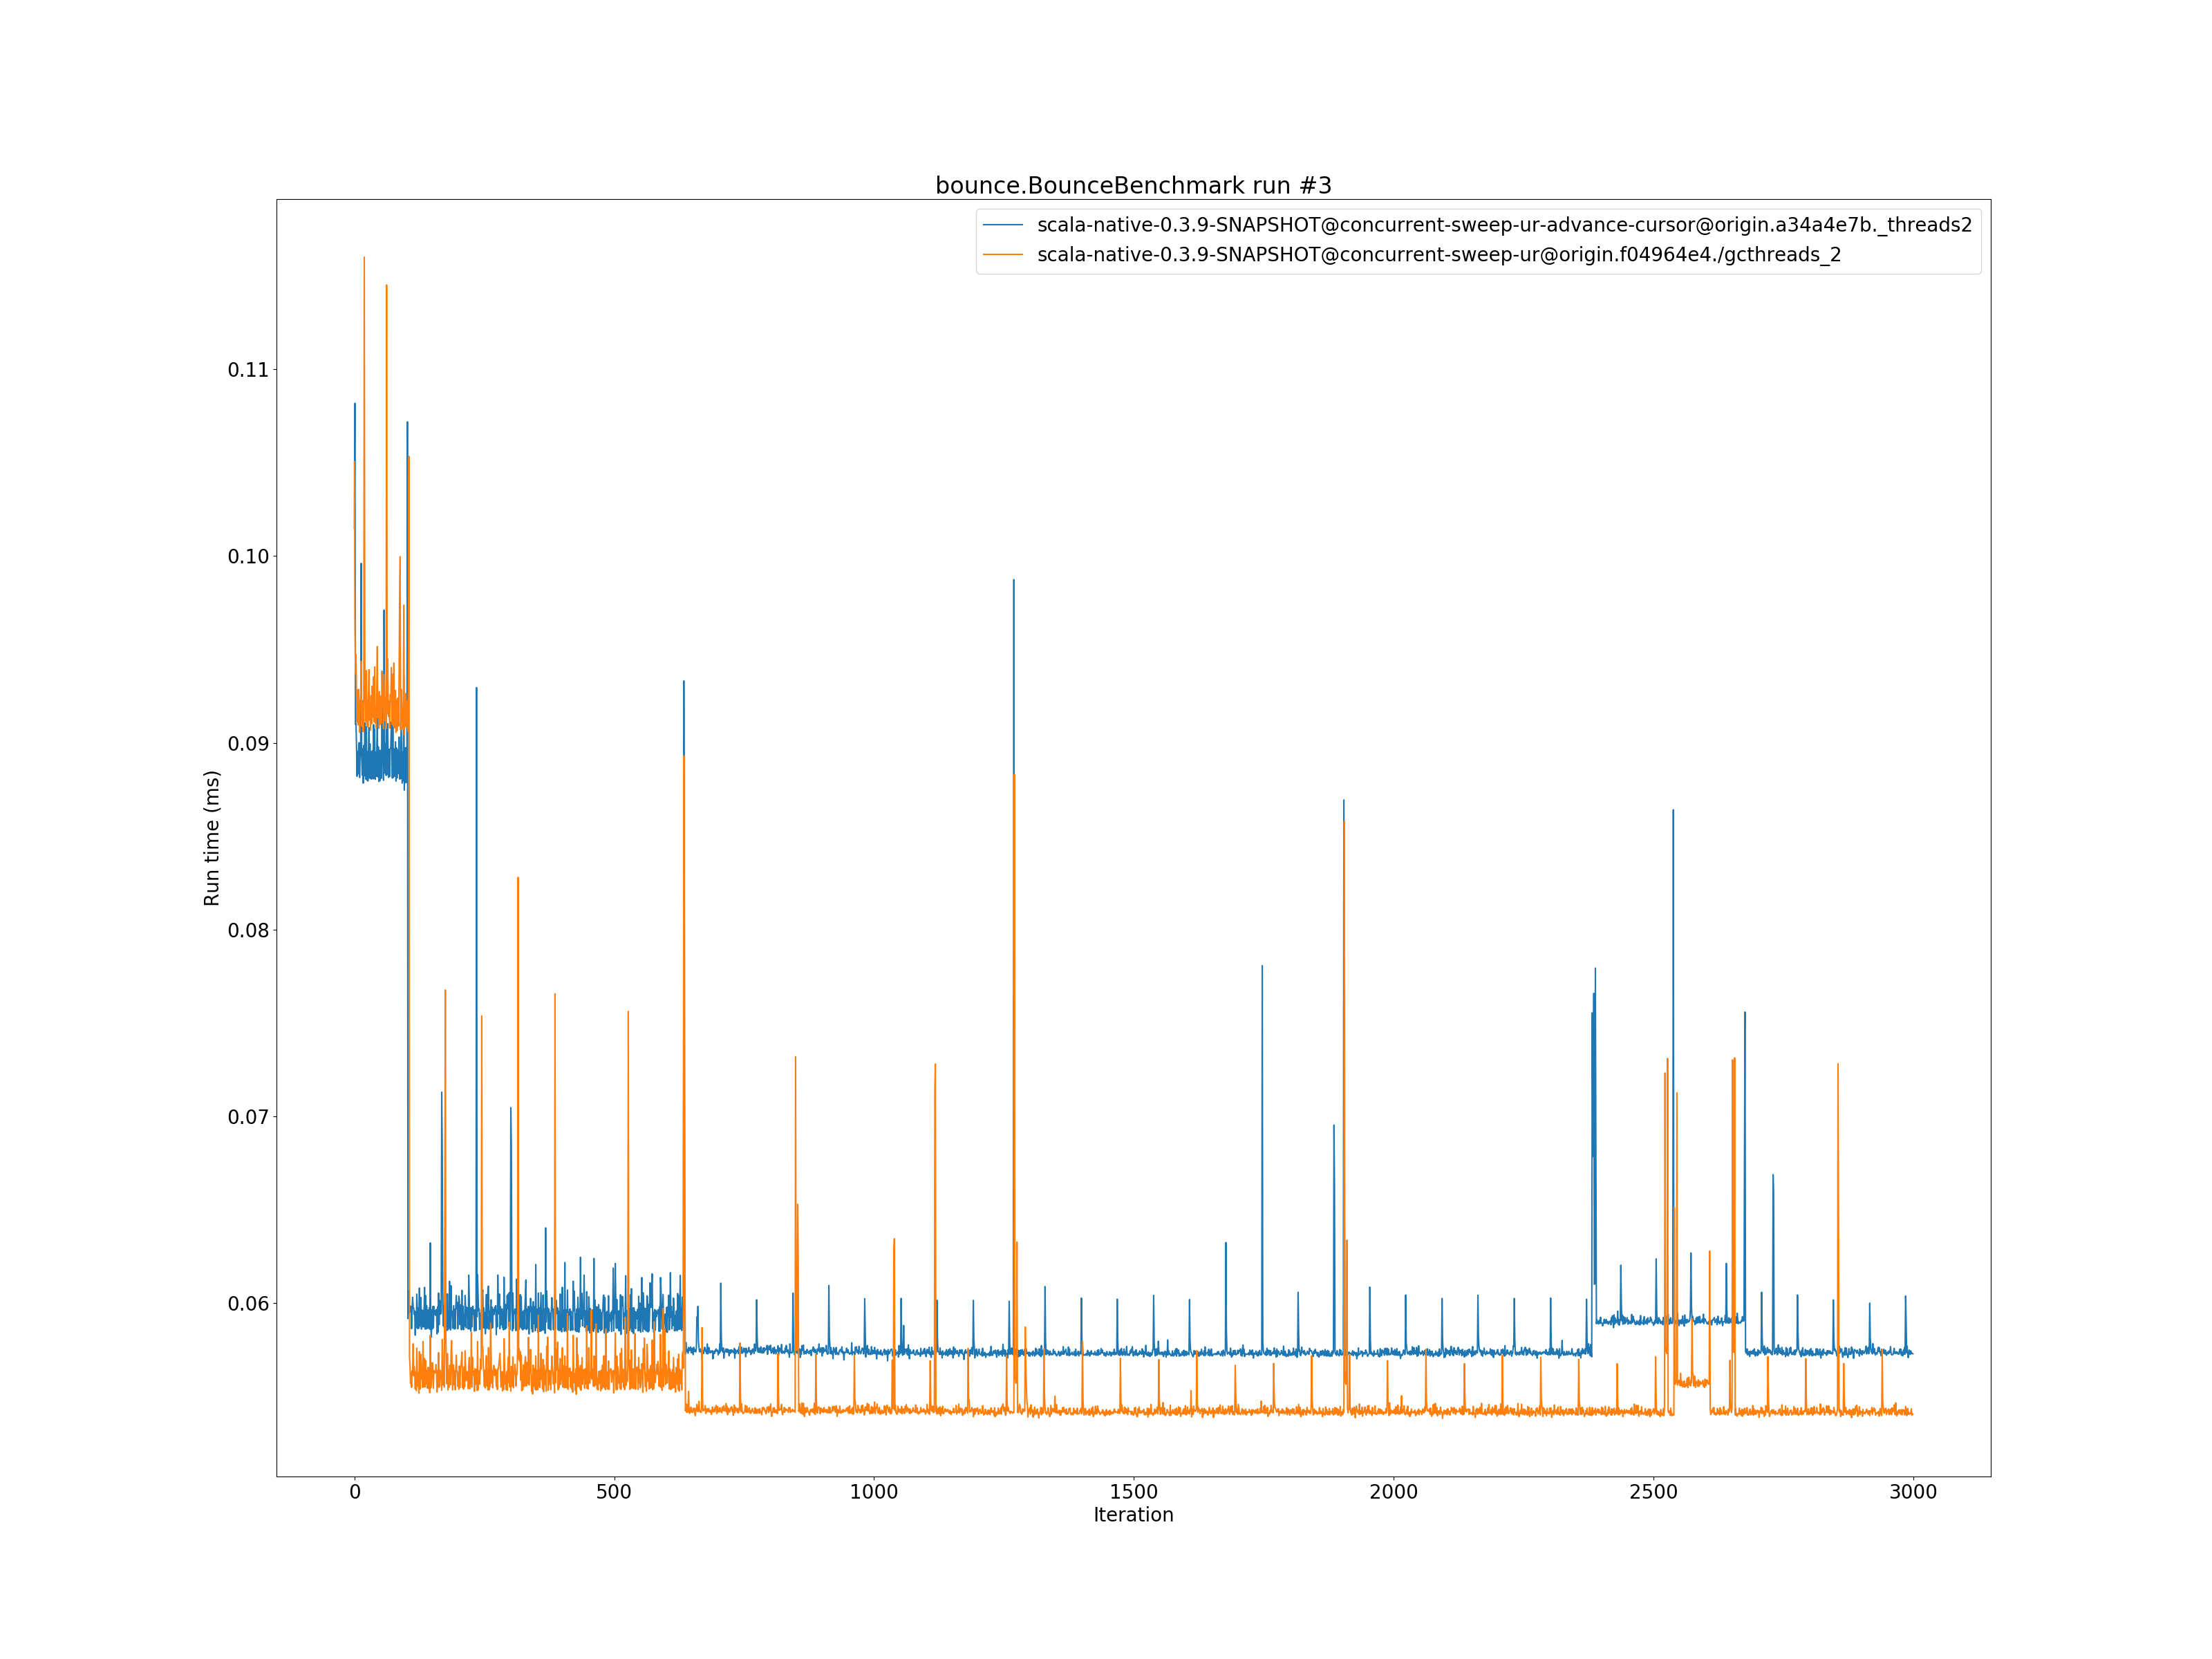 bounce.BounceBenchmark run #3
scala-native-0.3.9-SNAPSHOT@concurrent-sweep-ur-advance-cursor@origin.a34a4e7b._threads2
scala-native-0.3.9-SNAPSHOT@concurrent-sweep-ur@origin.f04964e4./gcthreads_2
0.11
0.10
0.09
0.08
0.07
0.06
Run time (ms)
0 500 1000 1500 2000 2500 3000
Iteration